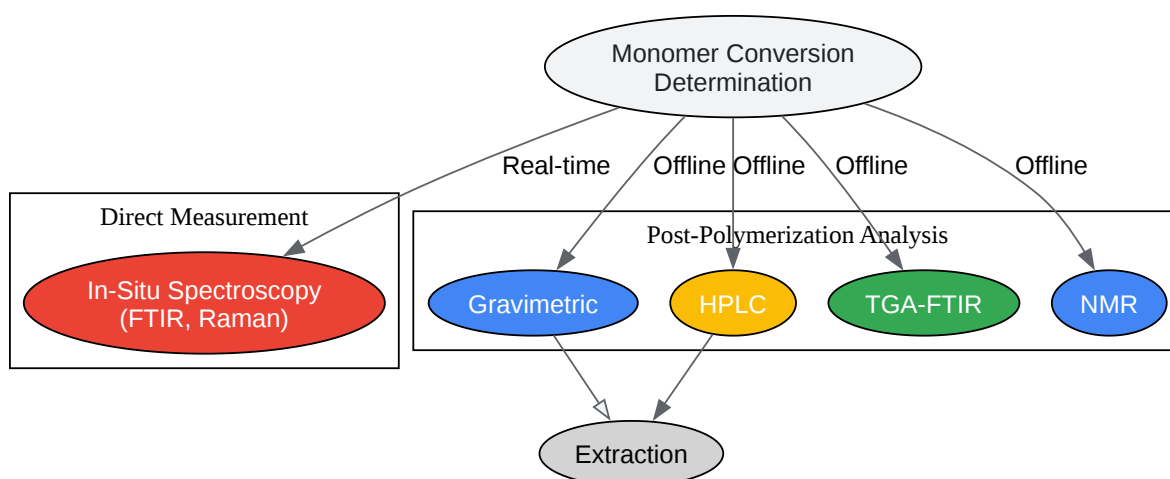 Monomer Conversion
Determination
Real-time
Offline
Offline
Offline
Offline
Direct Measurement
Post-Polymerization Analysis
In-Situ Spectroscopy
(FTIR, Raman)
Gravimetric
HPLC
TGA-FTIR
NMR
Extraction